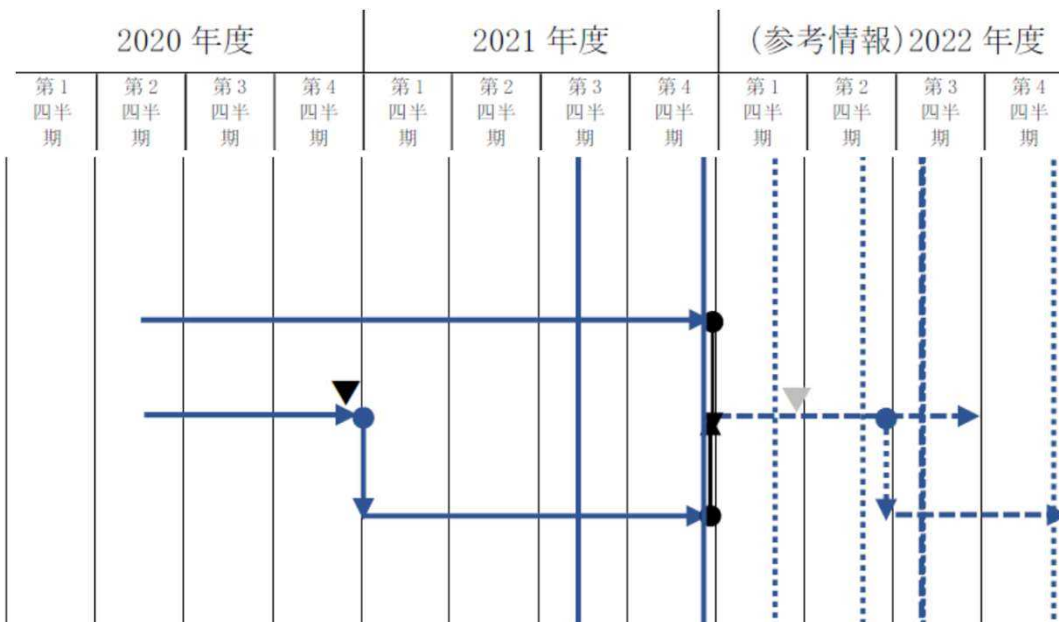 2020 年度 2021 年度 (参考情報)2022 年度
第1 第2 第3 第4 第1 第2 第3 第4 第1 第2 第3 第4
四半 四半 四半 四半 四半 四半 四半 四半 四半 四半 四半 四半
期 期 期 期 期 期 期 期 期 期 期 期